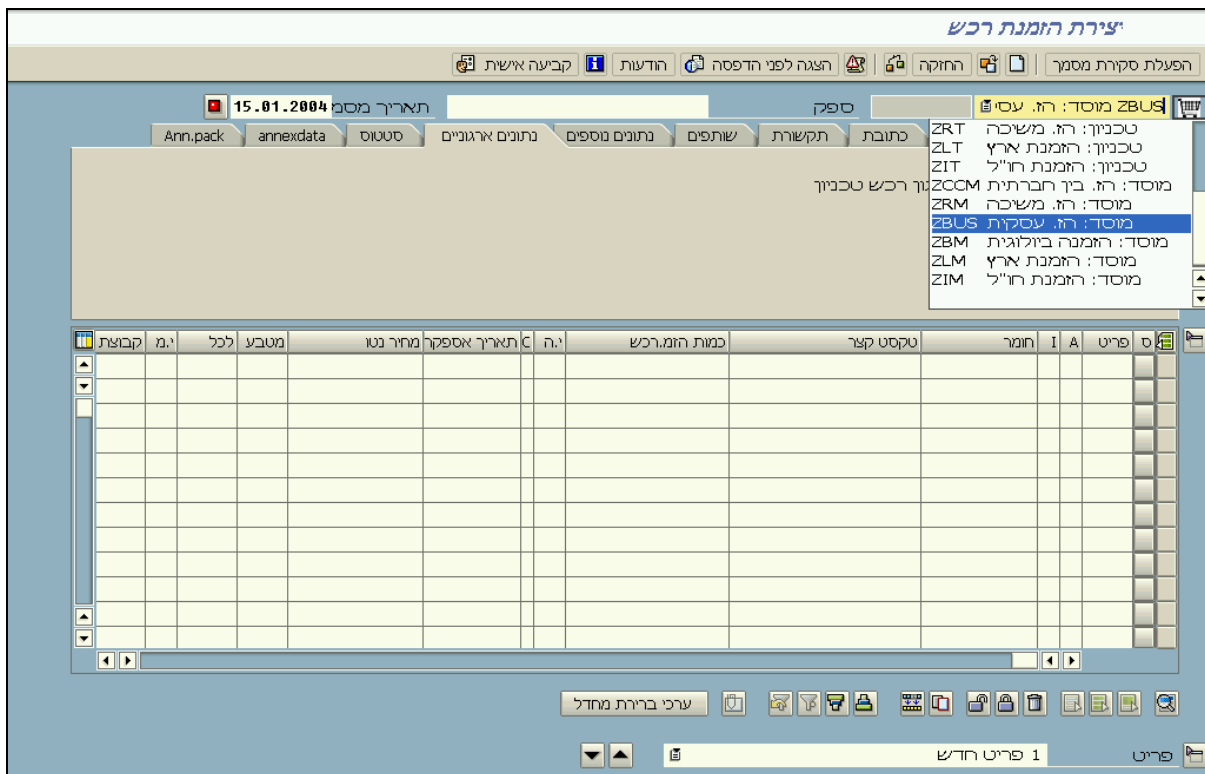 יצירת הזמנת רכש
הפעלת סקירת מסמך החזקה הצגה לפני הדפסה הודעות קביעה אישית
ZBUS מוסד: הז. עסי ספק תאריך מסמ 15.01.2004
כתובת תקשורת שותפים נתונים נוספים נתונים ארגוניים סטטוס annexdata Ann.pack
ZRT טכניון: הז. משיכה
ZLT טכניון: הזמנת ארץ
ZIT טכניון: הזמנת חו"ל
ZCCM מוסד: הז. בין חברתית
רכש טכניון
ZRM מוסד: הז. משיכה
ZBUS מוסד: הז. עסקית
ZBM מוסד: הזמנה ביולוגית
ZLM מוסד: הזמנת ארץ
ZIM מוסד: הזמנת חו"ל
ס פריט A I חומר טקסט קצר כמות הזמ.רכש י.ה C תאריך אספקר מחיר נטו מטבע לכל י.מ קבוצת
ערכי ברירת מחדל
פריט 1 פריט חדש